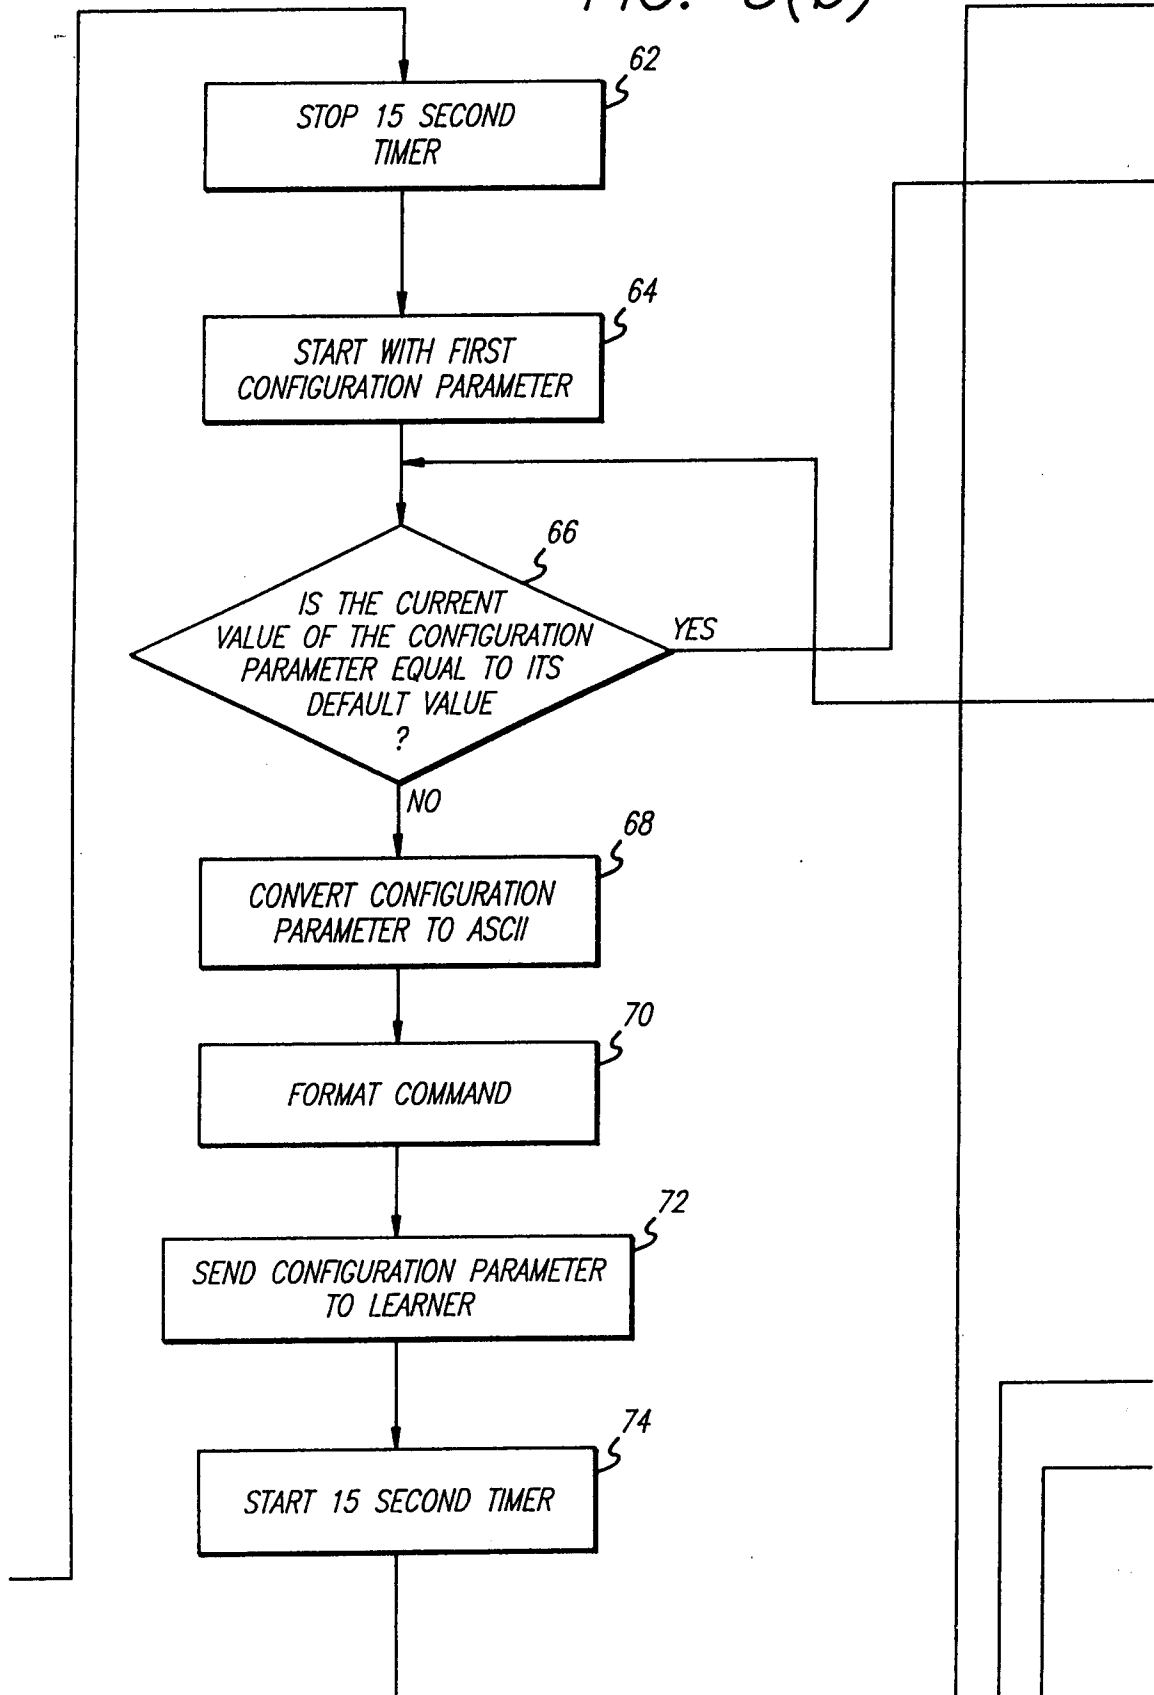 62
STOP 15 SECOND
TIMER
64
START WITH FIRST
CONFIGURATION PARAMETER
66
IS THE CURRENT
VALUE OF THE CONFIGURATION
PARAMETER EQUAL TO ITS
DEFAULT VALUE
?
YES
NO
68
CONVERT CONFIGURATION
PARAMETER TO ASCII
70
FORMAT COMMAND
72
SEND CONFIGURATION PARAMETER
TO LEARNER
74
START 15 SECOND TIMER